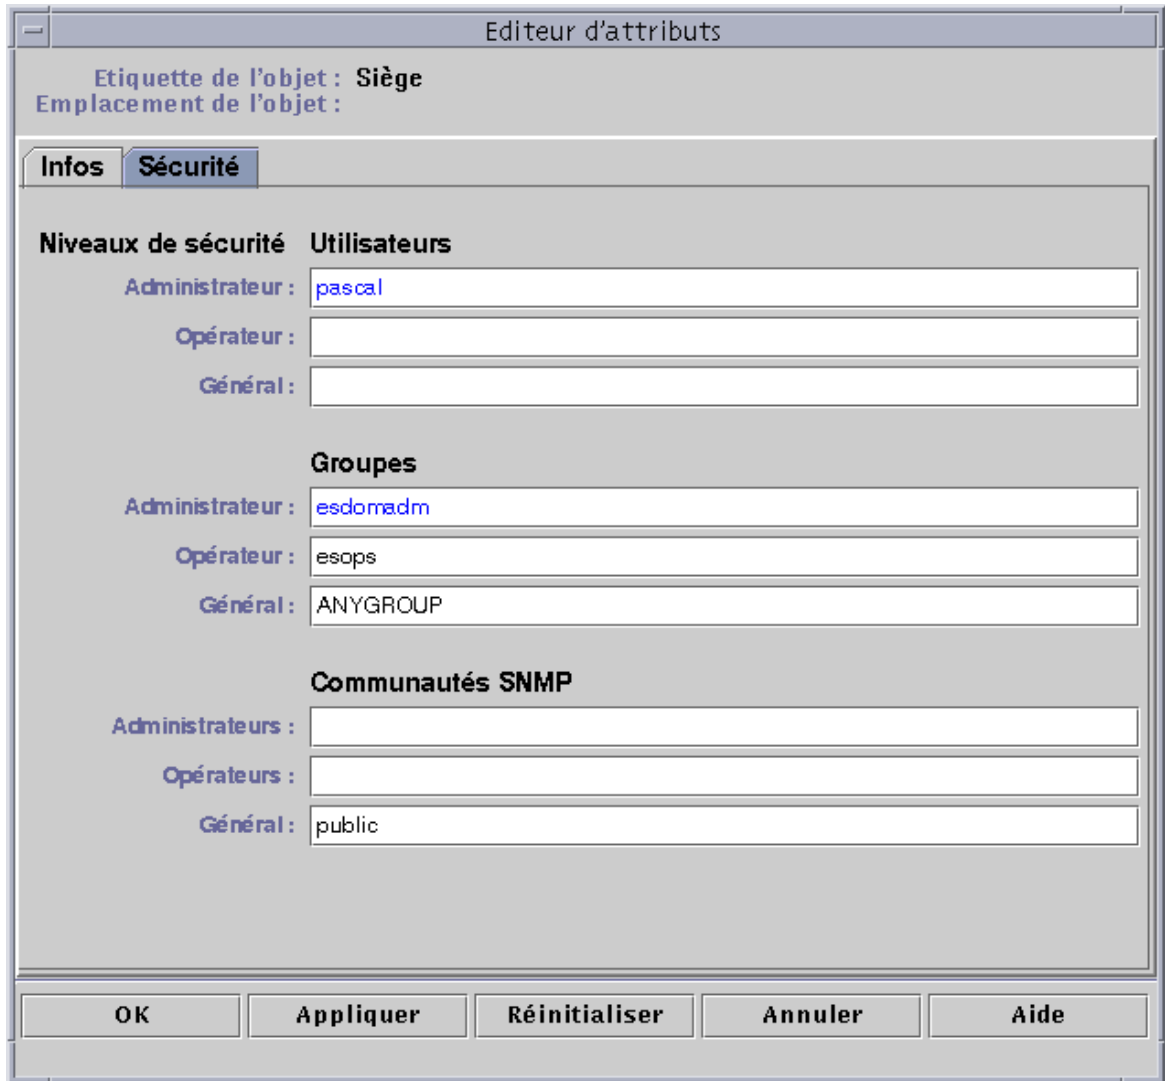 Editeur d'attributs
Etiquette de l'objet : Siège
Emplacement de l'objet :
Infos Sécurité
Niveaux de sécurité Utilisateurs
Administrateur : pascal
Opérateur :
Général :
Groupes
Administrateur : esdomadm
Opérateur : esops
Général : ANYGROUP
Communautés SNMP
Administrateurs :
Opérateurs :
Général : public
OK Appliquer Réinitialiser Annuler Aide